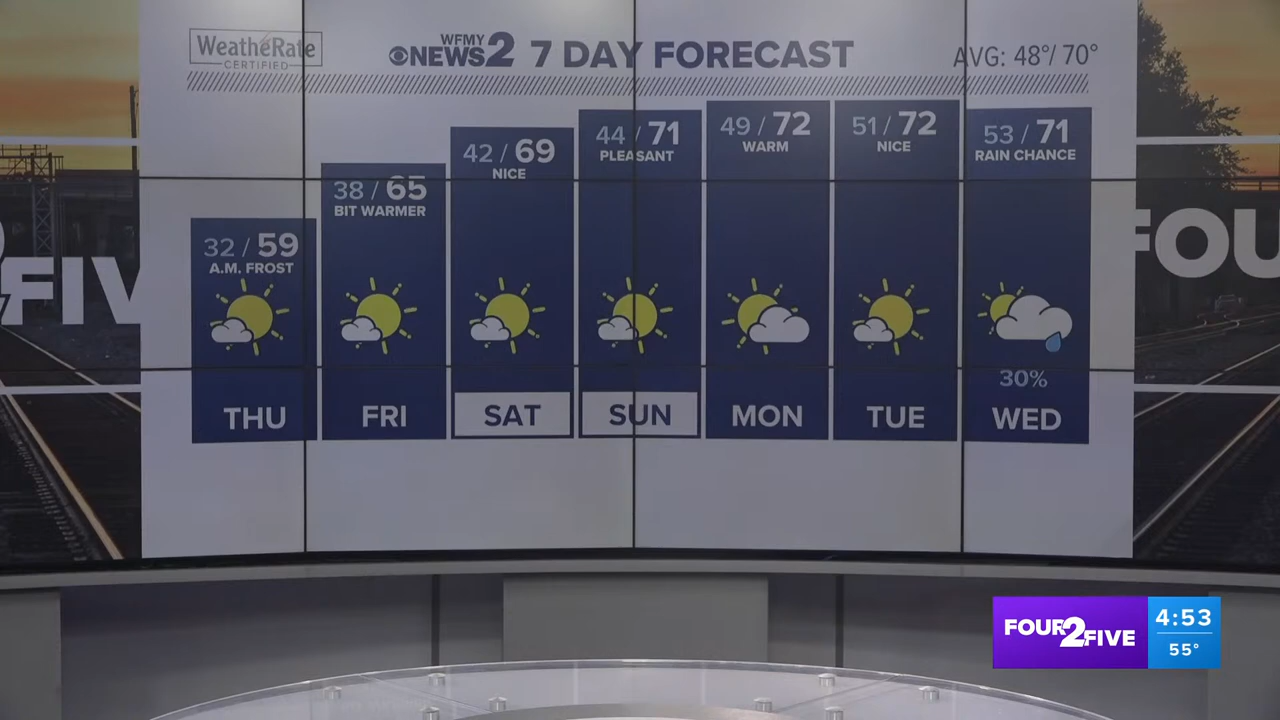 WeatheRate
CERTIFIED
WFMY
NEWS 2 7 DAY FORECAST
AVG: 48°/ 70°
32 / 59
A.M. FROST
THU
38 / 65
BIT WARMER
FRI
42 / 69
NICE
SAT
44 / 71
PLEASANT
SUN
49 / 72
WARM
MON
51 / 72
NICE
TUE
53 / 71
RAIN CHANCE
30%
WED
FIV
FOU
FOUR2FIVE
4:53
55°